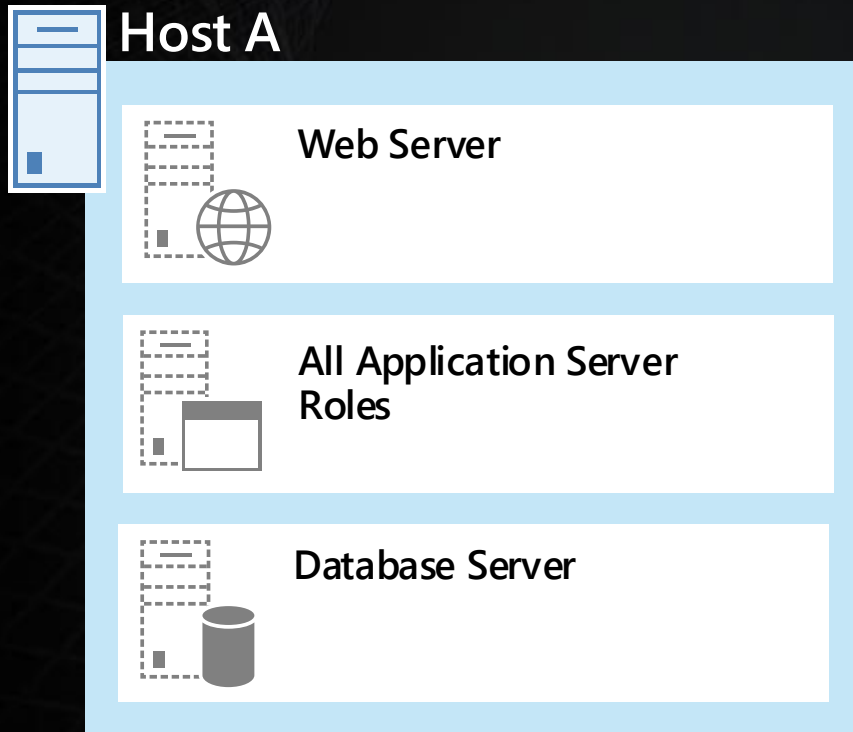 Host A
Web Server
All Application Server
Roles
Database Server